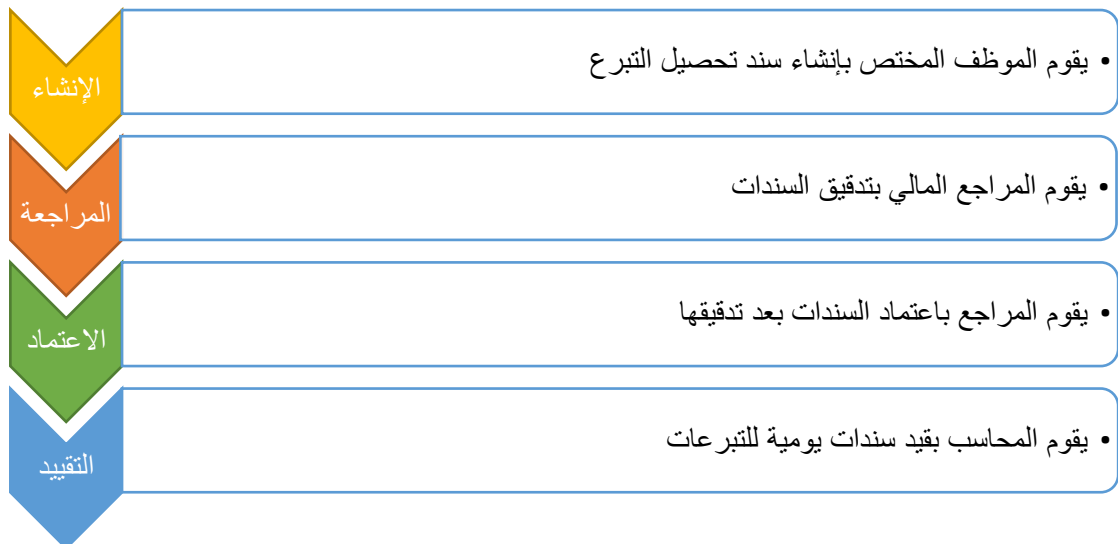 الإنشاء
• يقوم الموظف المختص بإنشاء سند تحصيل التبرع
المراجعة
• يقوم المراجع المالي بتدقيق السندات
الاعتماد
• يقوم المراجع باعتماد السندات بعد تدقيقها
التقييد
• يقوم المحاسب بقيد سندات يومية للتبرعات